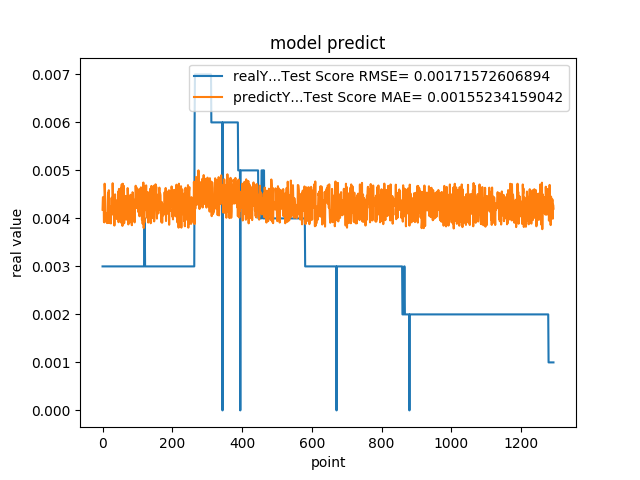 model predict
realY...Test Score RMSE= 0.00171572606894
predictY...Test Score MAE= 0.00155234159042
0.007
0.006
0.005
0.004
0.003
0.002
0.001
0.000
real value
0 200 400 600 800 1000 1200
point